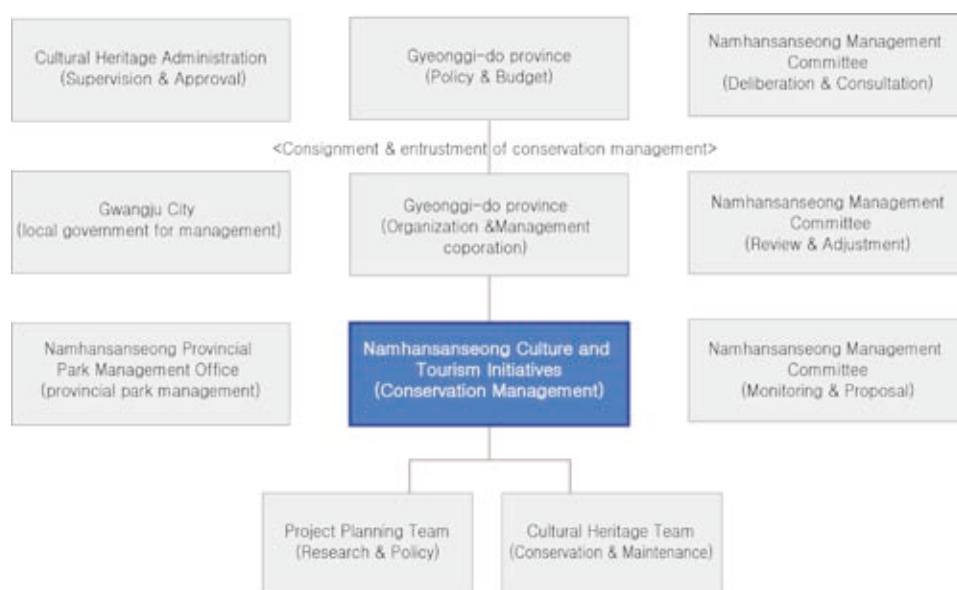 Cultural Heritage Administration
(Supervision & Approval)
Gyeonggi-do province
(Policy & Budget)
Namhansanseong Management
Committee
(Deliberation & Consultation)
<Consignment & entrustment of conservation management>
Gwangju City
(local government for management)
Gyeonggi-do province
(Organization &Management
coporation)
Namhansanseong Management
Committee
(Review & Adjustment)
Namhansanseong Provincial
Park Management Office
(provincial park management)
Namhansanseong Culture and
Tourism Initiatives
(Conservation Management)
Namhansanseong Management
Committee
(Monitoring & Proposal)
Project Planning Team
(Research & Policy)
Cultural Heritage Team
(Conservation & Maintenance)